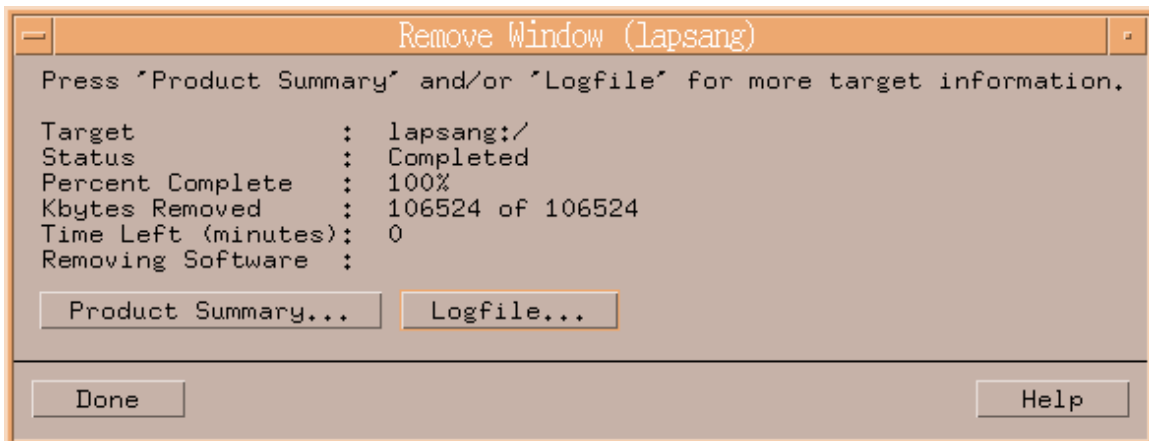 Remove Window (lapsang)
Press ´Product Summary´ and/or ´Logfile´ for more target information.
Target : lapsang:/
Status : Completed
Percent Complete : 100%
Kbytes Removed : 106524 of 106524
Time Left (minutes): 0
Removing Software :
Product Summary... Logfile...
Done Help